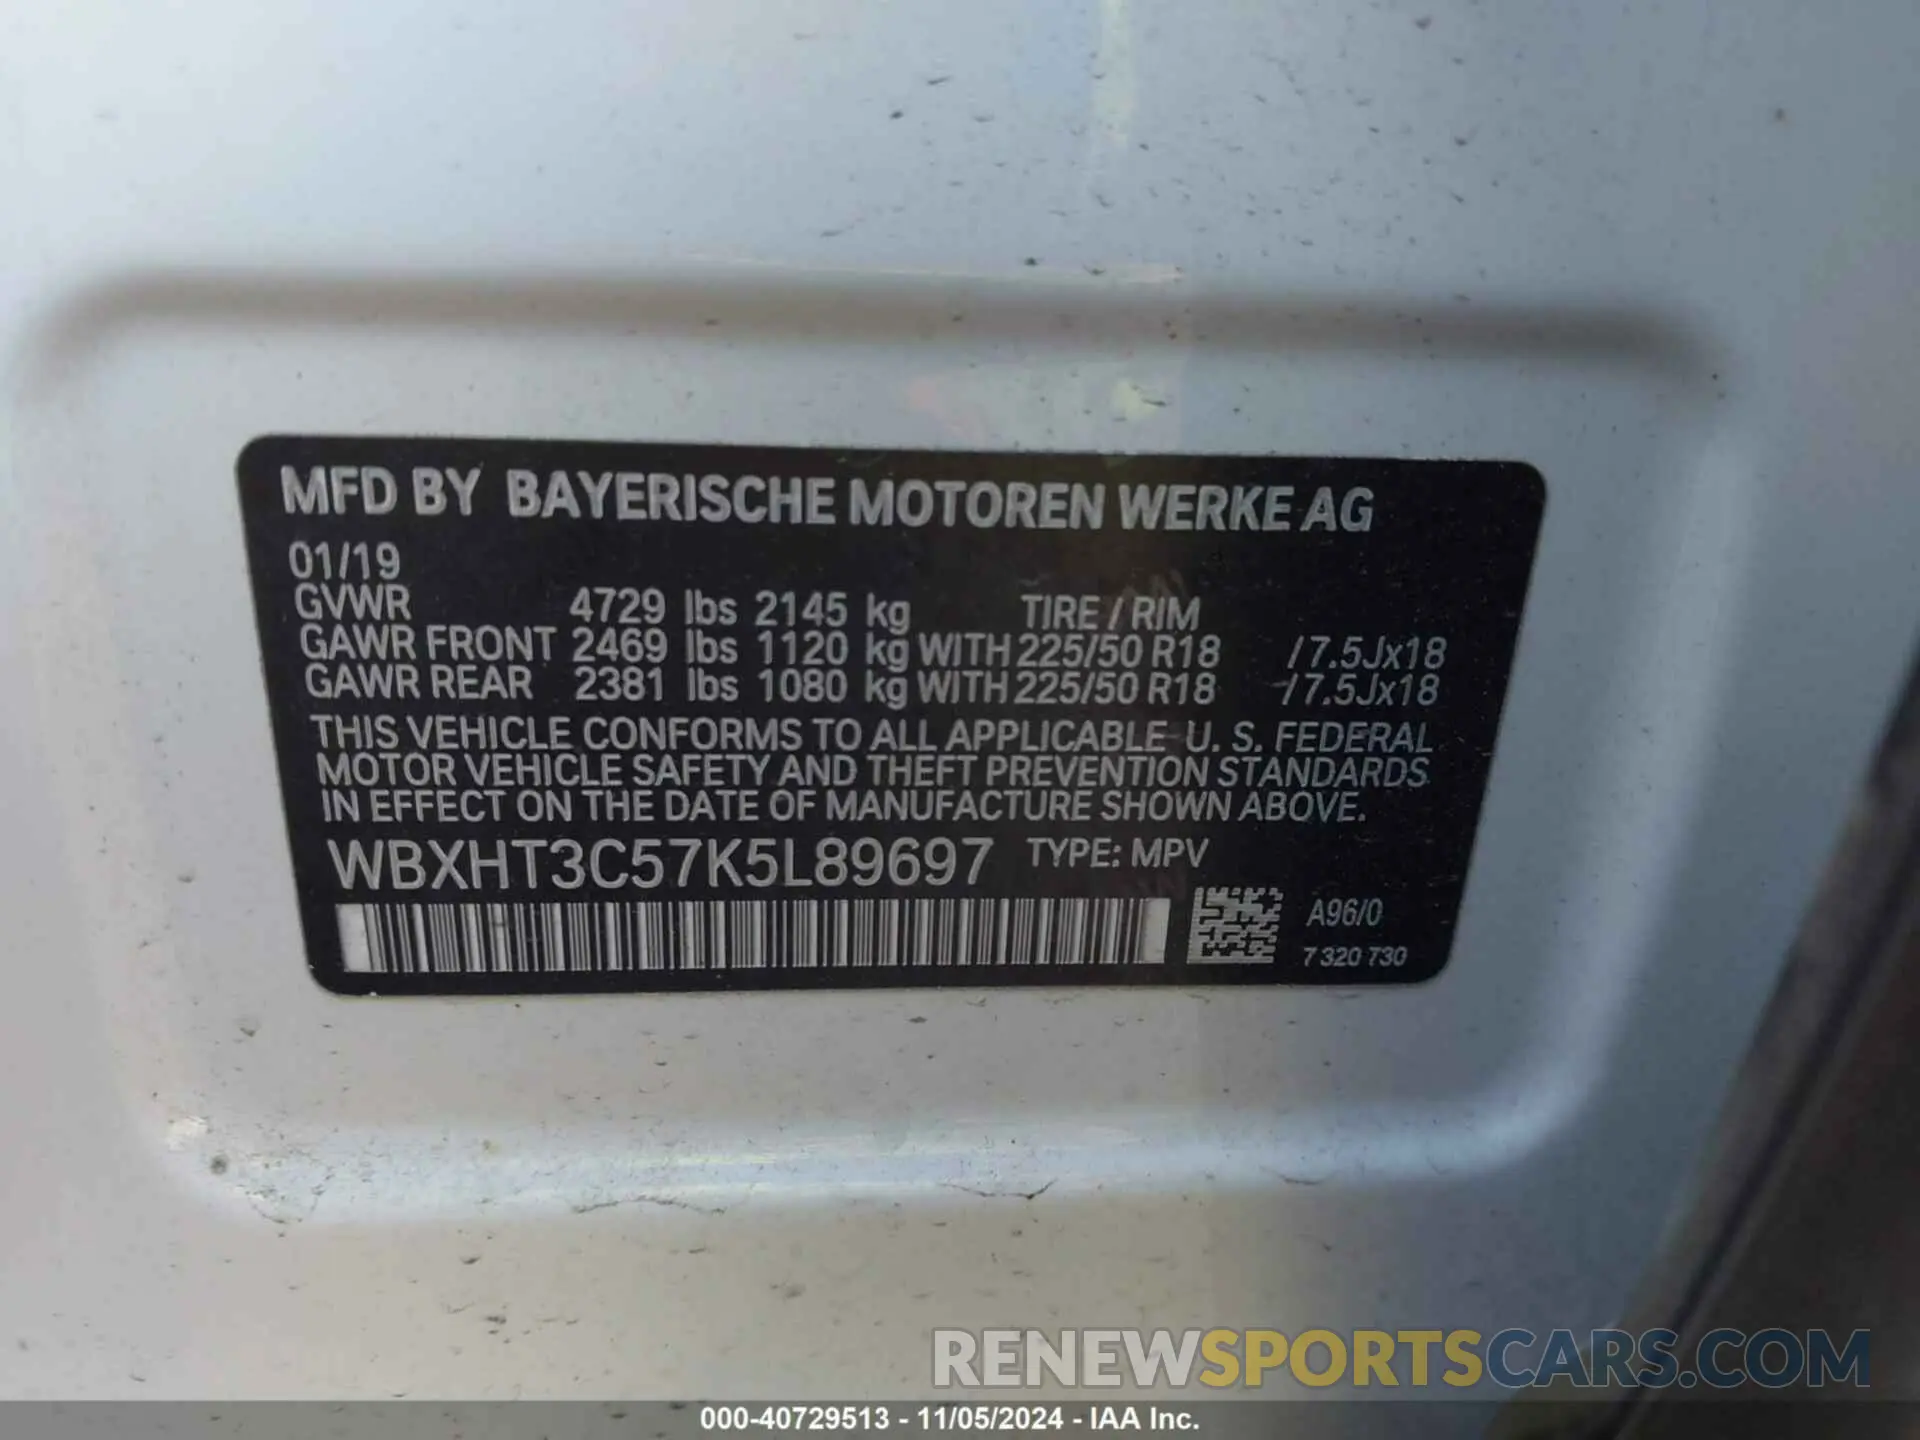 MFD BY BAYERISCHE MOTOREN WERKE AG
01/19
GVWR 4729 lbs 2145 kg TIRE / RIM
GAWR FRONT 2469 lbs 1120 kg WITH 225/50 R18 /7.5Jx18
GAWR REAR 2381 lbs 1080 kg WITH 225/50 R18 /7.5Jx18
THIS VEHICLE CONFORMS TO ALL APPLICABLE U. S. FEDERAL
MOTOR VEHICLE SAFETY AND THEFT PREVENTION STANDARDS
IN EFFECT ON THE DATE OF MANUFACTURE SHOWN ABOVE.
WBXHT3C57K5L89697 TYPE: MPV
A96/0
7 320 730
RENEWSPORTSCARS.COM
000-40729513 - 11/05/2024 - IAA Inc.